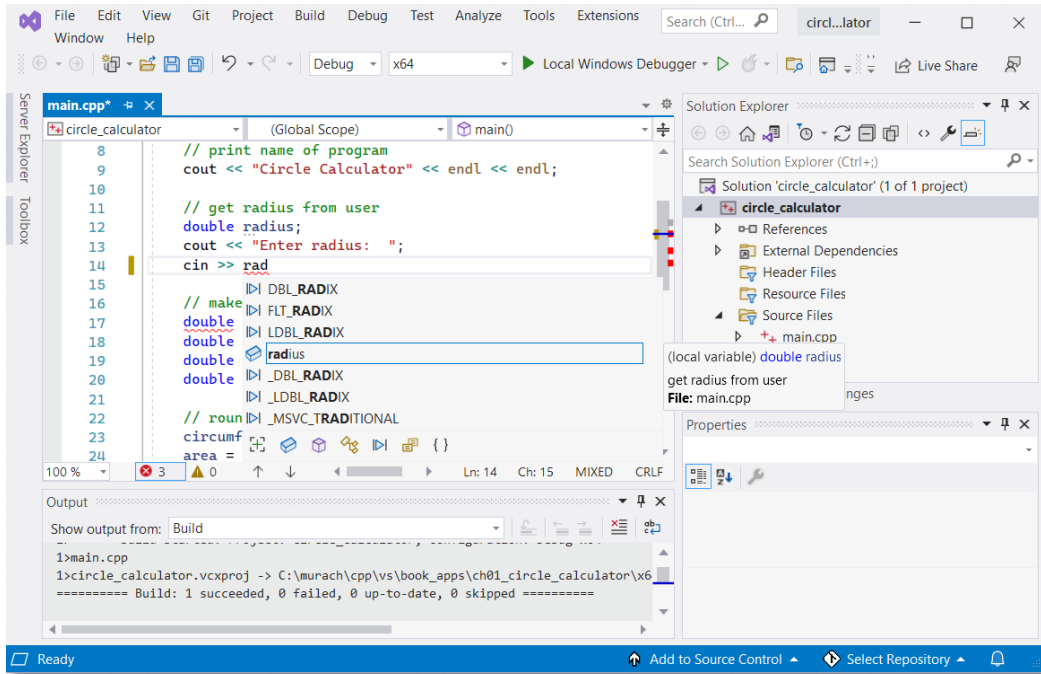 File Edit View Git Project Build Debug Test Analyze Tools Extensions Search (Ctrl... circl...lator
Window Help
Debug x64 Local Windows Debugger Live Share
Server Explorer
Toolbox
main.cpp*
circle_calculator (Global Scope) main()
8 // print name of program
9 cout << "Circle Calculator" << endl << endl;
10
11 // get radius from user
12 double radius;
13 cout << "Enter radius:  ";
14 cin >> rad
15
16 // make
17 double
18 double
19 double
20 double
21
22 // roun
23 circumf
24 area =
DBL_RADIX
FLT_RADIX
LDBL_RADIX
radius
_DBL_RADIX
_LDBL_RADIX
_MSVC_TRADITIONAL
(local variable) double radius
get radius from user
File: main.cpp
100 % 3 0 Ln: 14 Ch: 15 MIXED CRLF
Output
Show output from: Build
1>main.cpp
1>circle_calculator.vcxproj -> C:\murach\cpp\vs\book_apps\ch01_circle_calculator\x6
========== Build: 1 succeeded, 0 failed, 0 up-to-date, 0 skipped ==========
Solution Explorer
Search Solution Explorer (Ctrl+;)
Solution 'circle_calculator' (1 of 1 project)
circle_calculator
References
External Dependencies
Header Files
Resource Files
Source Files
main.cpp
nges
Properties
Ready Add to Source Control Select Repository